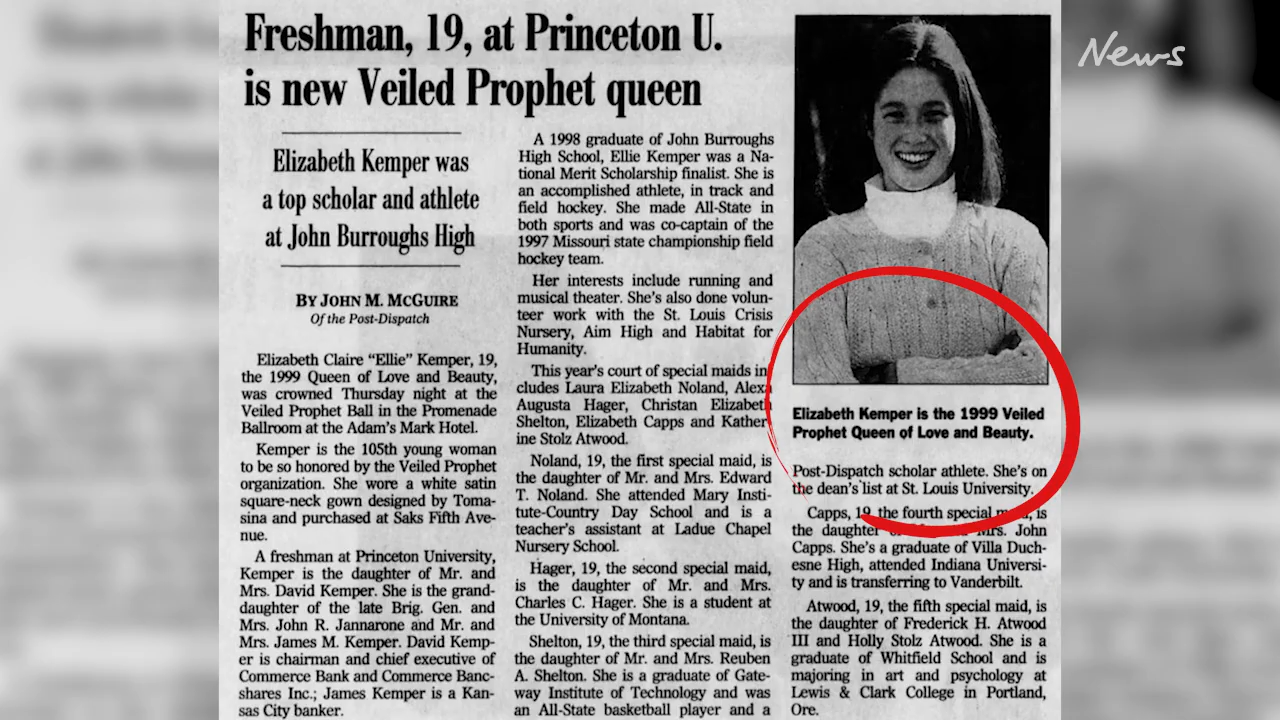 Freshman, 19, at Princeton U.
is new Veiled Prophet queen
Elizabeth Kemper was
a top scholar and athlete
at John Burroughs High
BY JOHN M. MCGUIRE
Of the Post-Dispatch
Elizabeth Claire “Ellie” Kemper, 19,
the 1999 Queen of Love and Beauty,
was crowned Thursday night at the
Veiled Prophet Ball in the Promenade
Ballroom at the Adam's Mark Hotel.
Kemper is the 105th young woman
to be so honored by the Veiled Prophet
organization. She wore a white satin
square-neck gown designed by Toma-
sina and purchased at Saks Fifth Ave-
nue.
A freshman at Princeton University,
Kemper is the daughter of Mr. and
Mrs. David Kemper. She is the grand-
daughter of the late Brig. Gen. and
Mrs. John R. Jannarone and Mr. and
Mrs. James M. Kemper. David Kemp-
er is chairman and chief executive of
Commerce Bank and Commerce Banc-
shares Inc.; James Kemper is a Kan-
sas City banker.
A 1998 graduate of John Burroughs
High School, Ellie Kemper was a Na-
tional Merit Scholarship finalist. She is
an accomplished athlete, in track and
field hockey. She made All-State in
both sports and was co-captain of the
1997 Missouri state championship field
hockey team.
Her interests include running and
musical theater. She's also done volun-
teer work with the St. Louis Crisis
Nursery, Aim High and Habitat for
Humanity.
This year's court of special maids in
cludes Laura Elizabeth Noland, Alexa
Augusta Hager, Christan Elizabeth
Shelton, Elizabeth Capps and Kather-
ine Stolz Atwood.
Noland, 19, the first special maid, is
the daughter of Mr. and Mrs. Edward
T. Noland. She attended Mary Insti-
tute-Country Day School and is a
teacher's assistant at Ladue Chapel
Nursery School.
Hager, 19, the second special maid,
is the daughter of Mr. and Mrs.
Charles C. Hager. She is a student at
the University of Montana.
Shelton, 19, the third special maid, is
the daughter of Mr. and Mrs. Reuben
A. Shelton. She is a graduate of Gate-
way Institute of Technology and was
an All-State basketball player and a
Elizabeth Kemper is the 1999 Veiled
Prophet Queen of Love and Beauty.
Post-Dispatch scholar athlete. She's on
the dean's list at St. Louis University.
Capps, 19, the fourth special is
the daughter Mrs. John
Capps. She's a graduate of Villa Duch-
esne High, attended Indiana Universi-
ty and is transferring to Vanderbilt.
Atwood, 19, the fifth special maid, is
the daughter of Frederick H. Atwood
III and Holly Stolz Atwood. She is a
graduate of Whitfield School and is
majoring in art and psychology at
Lewis & Clark College in Portland,
Ore.
News